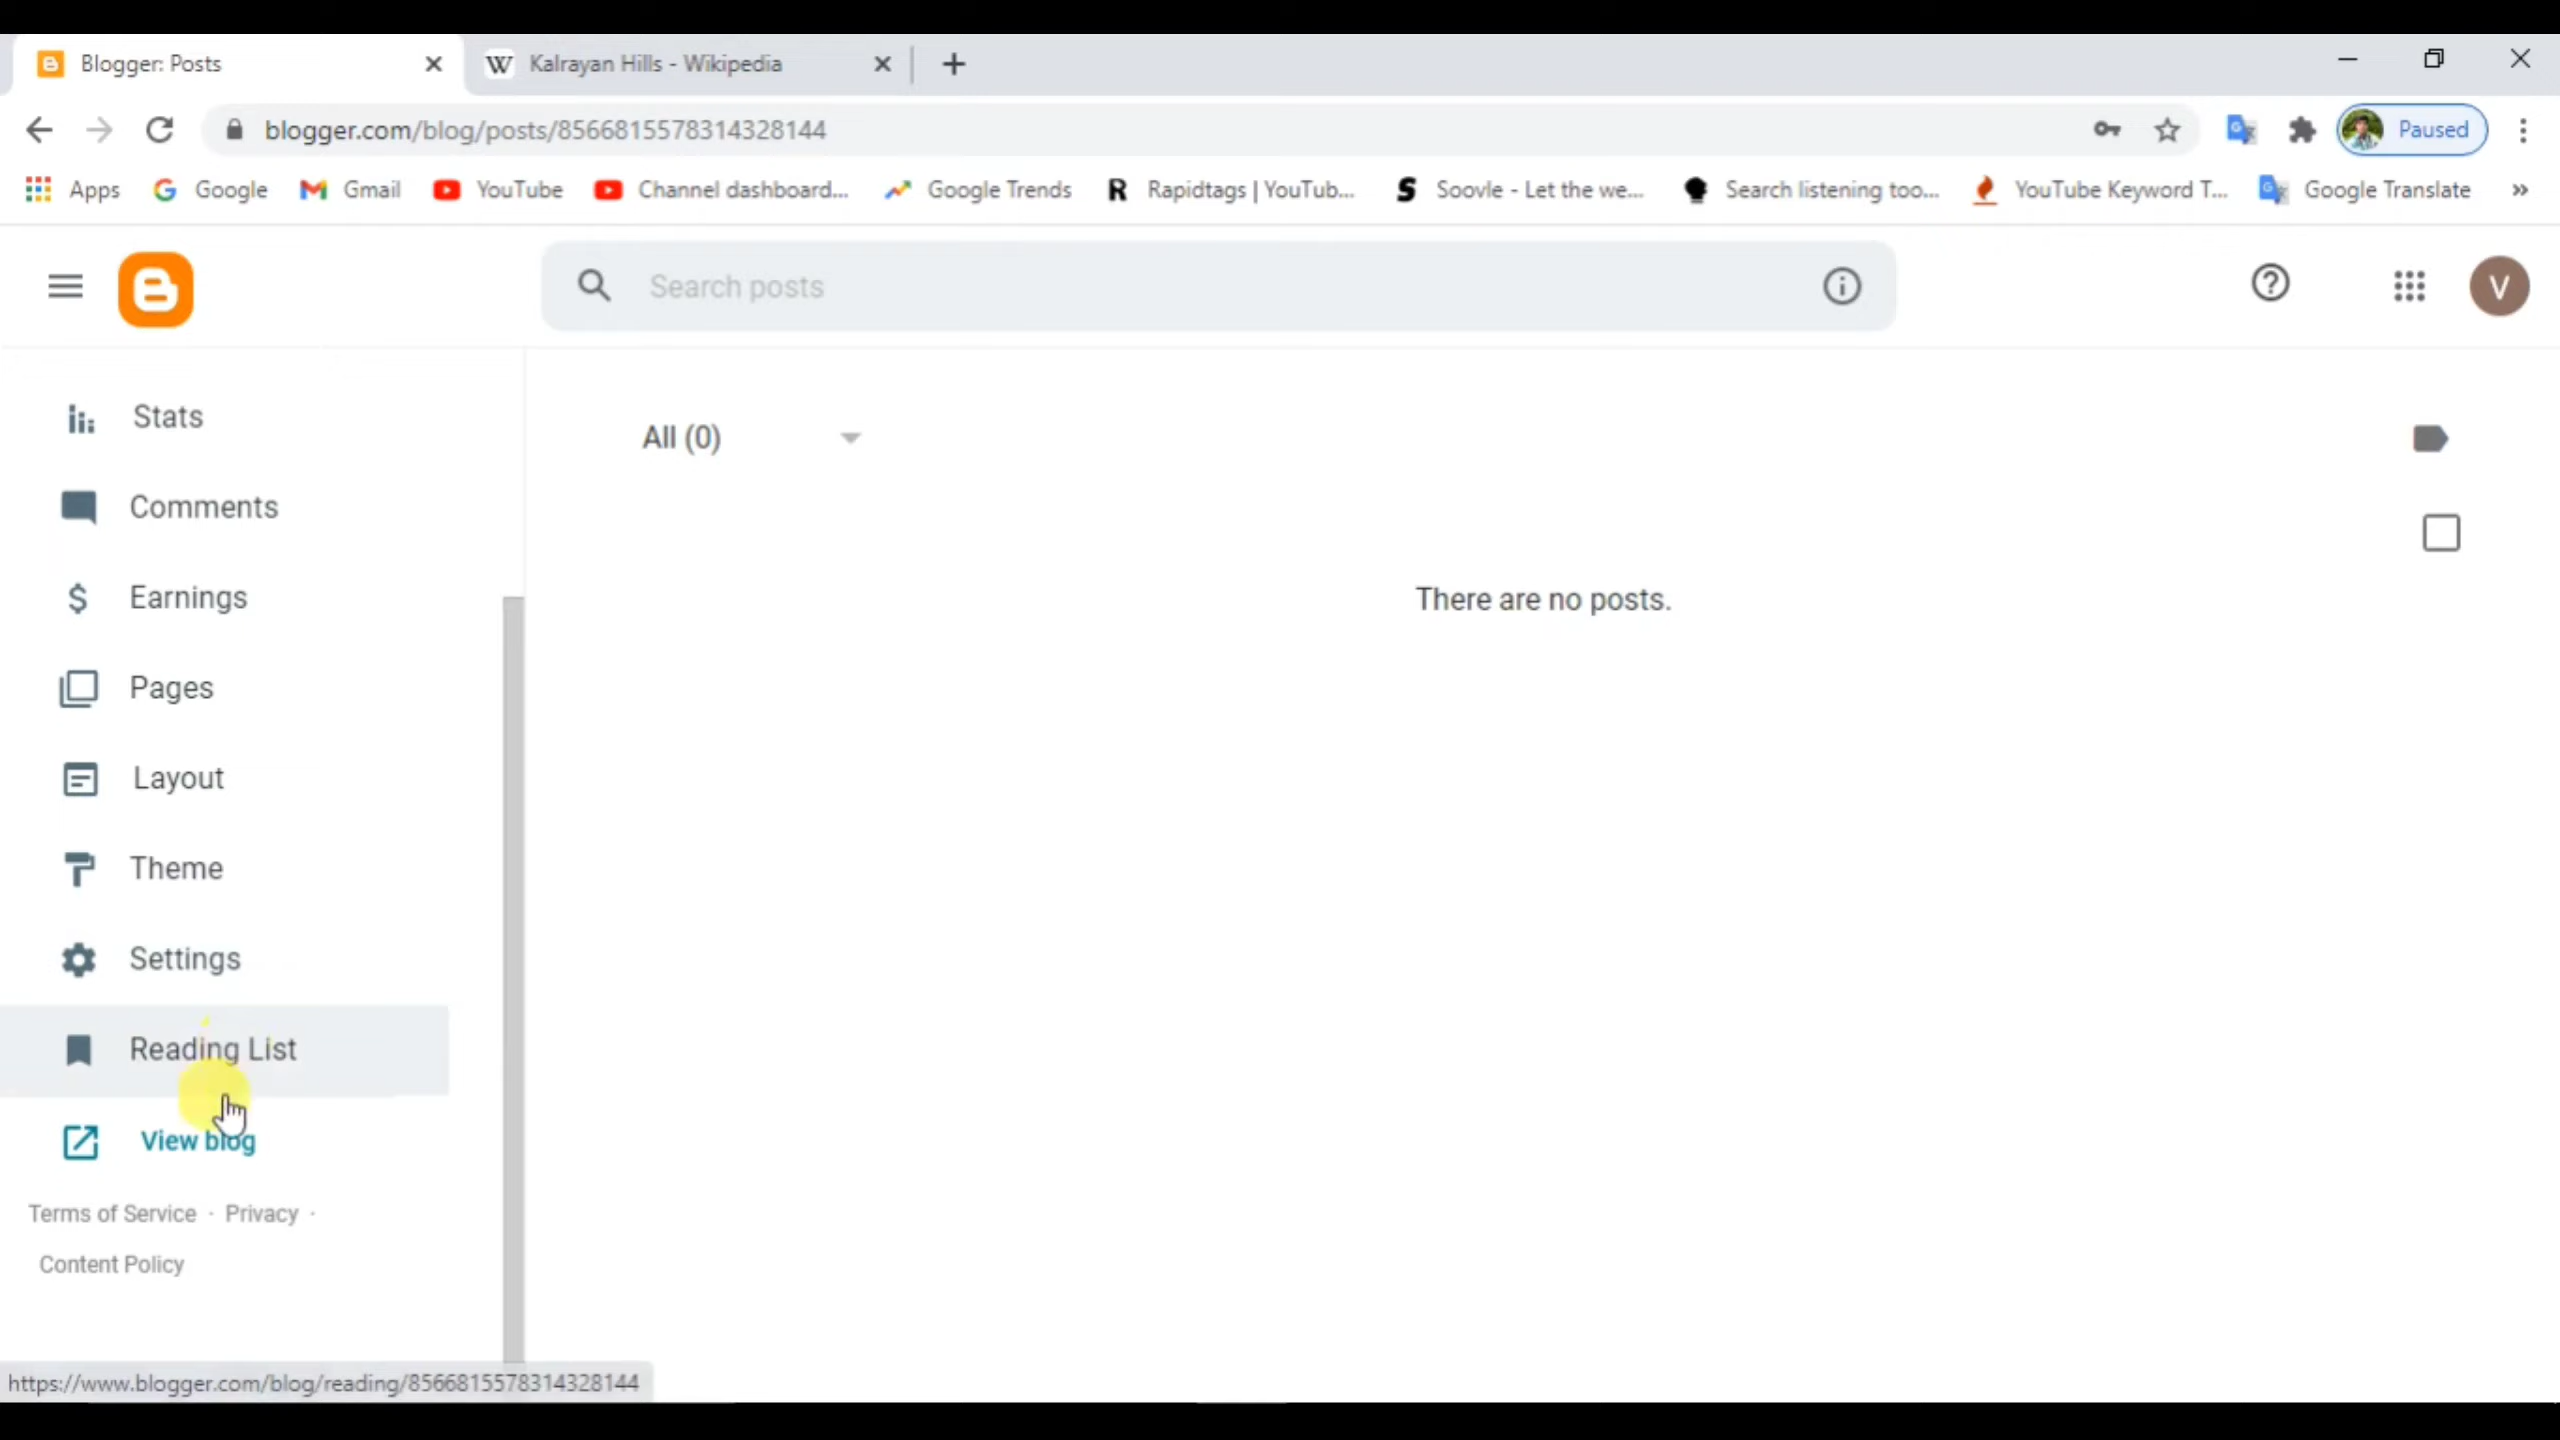 Blogger: Posts
Kalrayan Hills - Wikipedia
blogger.com/blog/posts/8566815578314328144
Paused
Apps Google Gmail YouTube Channel dashboard... Google Trends Rapidtags | YouTub... Soovle - Let the we... Search listening too... YouTube Keyword T... Google Translate »
Search posts
V
Stats
All (0)
Comments
Earnings
There are no posts.
Pages
Layout
Theme
Settings
Reading List
View blog
Terms of Service · Privacy ·
Content Policy
https://www.blogger.com/blog/reading/8566815578314328144